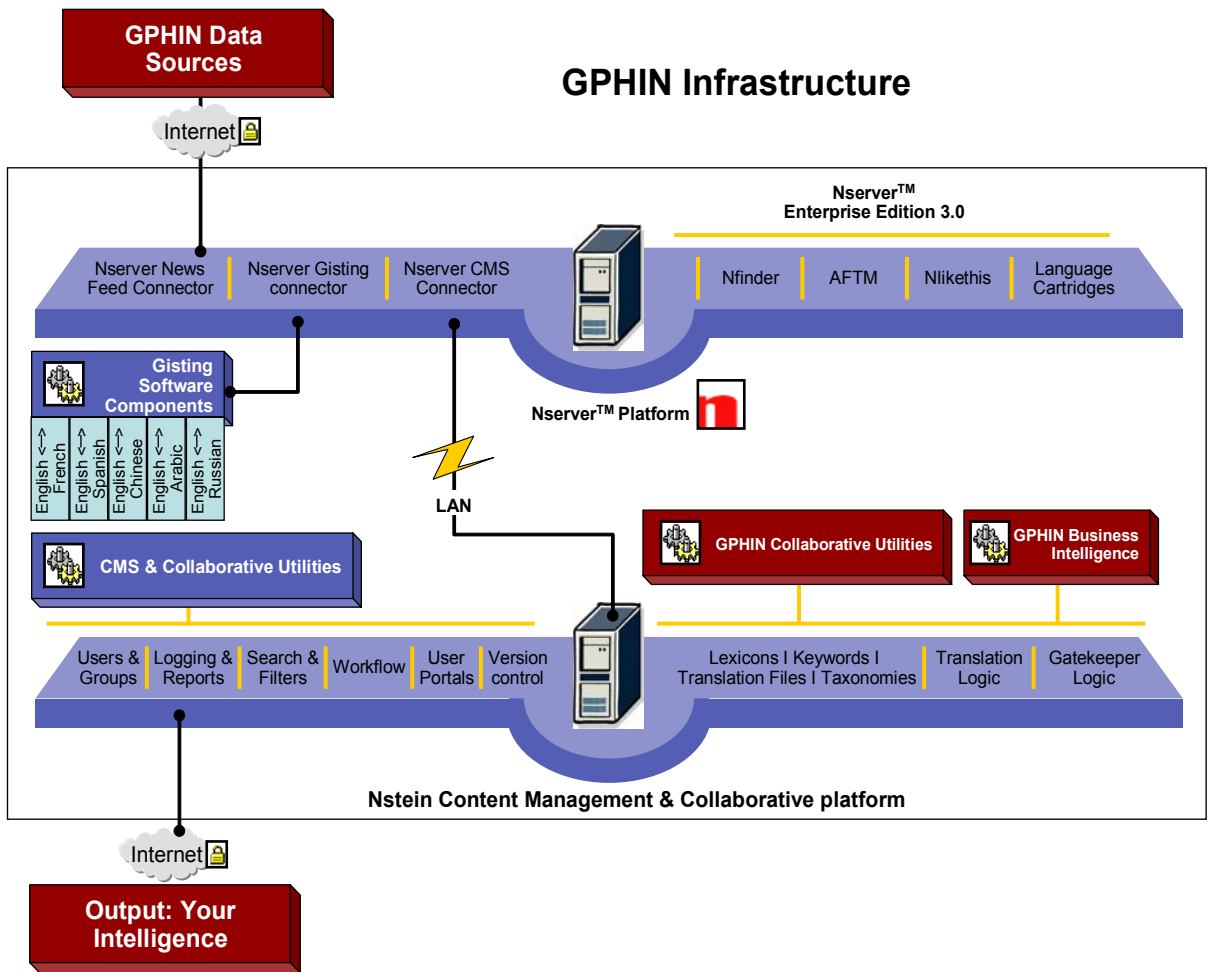 GPHIN Data
Sources
GPHIN Infrastructure
Internet
Nserver™
Enterprise Edition 3.0
Nserver News
Feed Connector
Nserver Gisting
connector
Nserver CMS
Connector
Nfinder
AFTM
Nlikethis
Language
Cartridges
Gisting
Software
Components
Nserver™ Platform
n
English <-->
French
English <-->
Spanish
English <-->
Chinese
English <-->
Arabic
English <-->
Russian
LAN
CMS & Collaborative Utilities
GPHIN Collaborative Utilities
GPHIN Business
Intelligence
Users &
Groups
Logging &
Reports
Search &
Filters
Workflow
User
Portals
Version
control
Lexicons I Keywords I
Translation Files I Taxonomies
Translation
Logic
Gatekeeper
Logic
Nstein Content Management & Collaborative platform
Internet
Output: Your
Intelligence